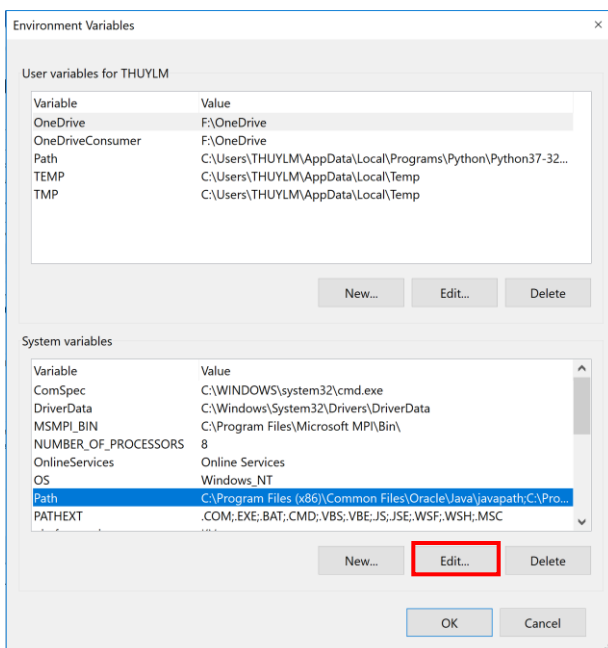 Environment Variables
User variables for THUYLM
Variable Value
OneDrive F:\OneDrive
OneDriveConsumer F:\OneDrive
Path C:\Users\THUYLM\AppData\Local\Programs\Python\Python37-32...
TEMP C:\Users\THUYLM\AppData\Local\Temp
TMP C:\Users\THUYLM\AppData\Local\Temp
New... Edit... Delete
System variables
Variable Value
ComSpec C:\WINDOWS\system32\cmd.exe
DriverData C:\Windows\System32\Drivers\DriverData
MSMPI_BIN C:\Program Files\Microsoft MPI\Bin\
NUMBER_OF_PROCESSORS 8
OnlineServices Online Services
OS Windows_NT
Path C:\Program Files (x86)\Common Files\Oracle\Java\javapath;C:\Pro...
PATHEXT .COM;.EXE;.BAT;.CMD;.VBS;.VBE;.JS;.JSE;.WSF;.WSH;.MSC
New... Edit... Delete
OK Cancel